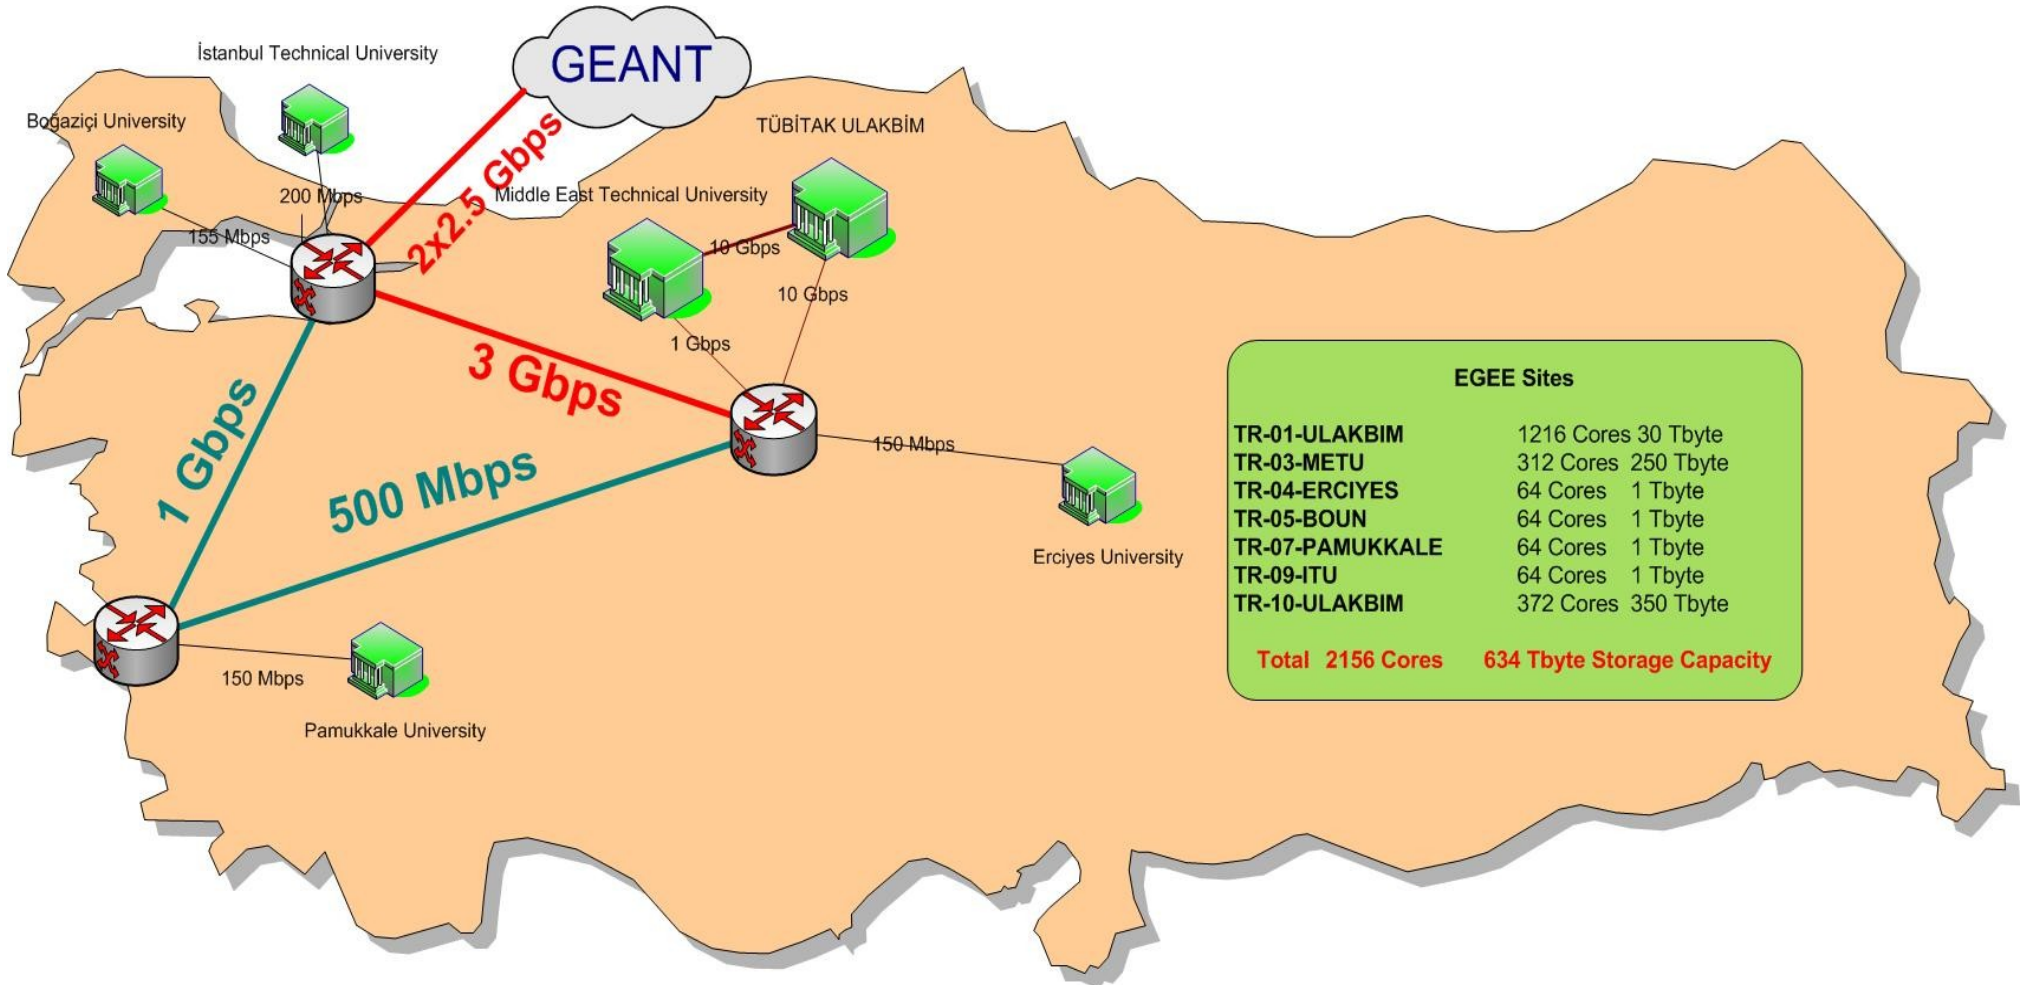 İstanbul Technical University
GEANT
Boğaziçi University
TÜBİTAK ULAKBİM
2x2.5 Gbps
Middle East Technical University
200 Mbps
155 Mbps
10 Gbps
10 Gbps
1 Gbps
3 Gbps
1 Gbps
500 Mbps
150 Mbps
Erciyes University
150 Mbps
Pamukkale University
EGEE Sites
TR-01-ULAKBIM 1216 Cores 30 Tbyte
TR-03-METU 312 Cores 250 Tbyte
TR-04-ERCIYES 64 Cores 1 Tbyte
TR-05-BOUN 64 Cores 1 Tbyte
TR-07-PAMUKKALE 64 Cores 1 Tbyte
TR-09-ITU 64 Cores 1 Tbyte
TR-10-ULAKBIM 372 Cores 350 Tbyte
Total 2156 Cores 634 Tbyte Storage Capacity